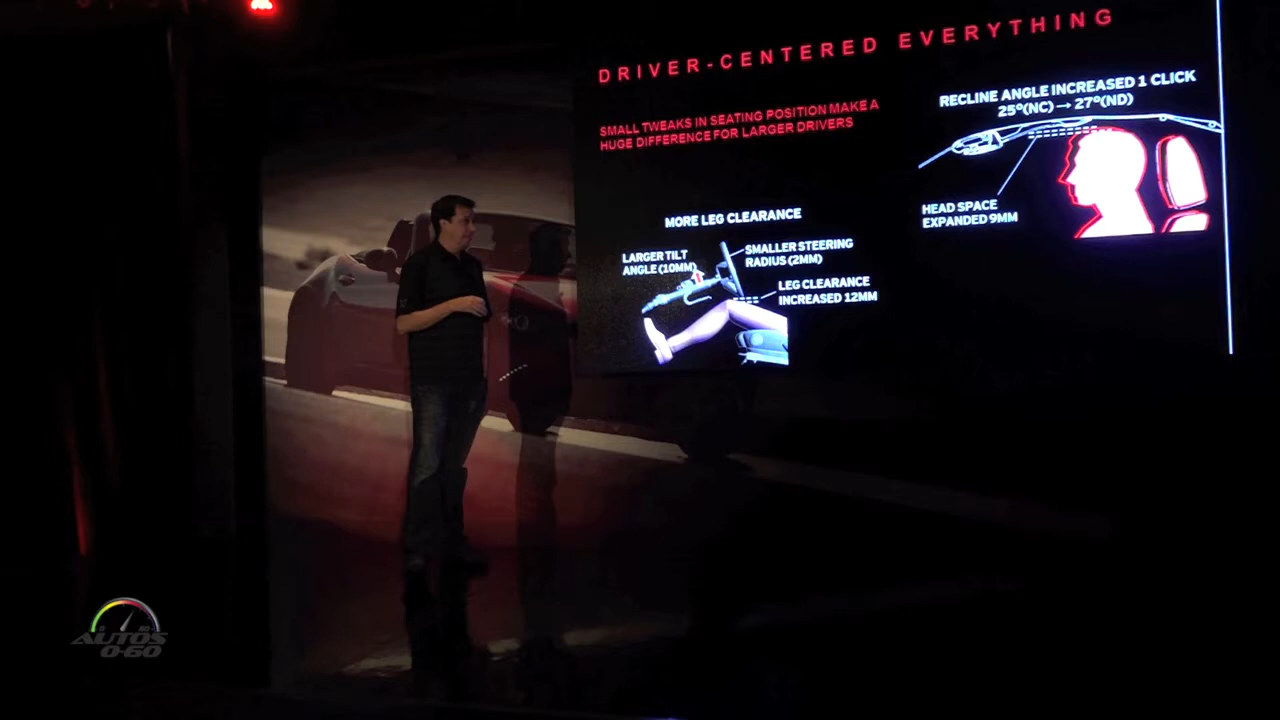 DRIVER-CENTERED EVERYTHING
SMALL TWEAKS IN SEATING POSITION MAKE A
HUGE DIFFERENCE FOR LARGER DRIVERS
RECLINE ANGLE INCREASED 1 CLICK
25°(NC) → 27°(ND)
HEAD SPACE
EXPANDED 9MM
MORE LEG CLEARANCE
LARGER TILT
ANGLE (10MM)
SMALLER STEERING
RADIUS (2MM)
LEG CLEARANCE
INCREASED 12MM
AUTOS
0-60